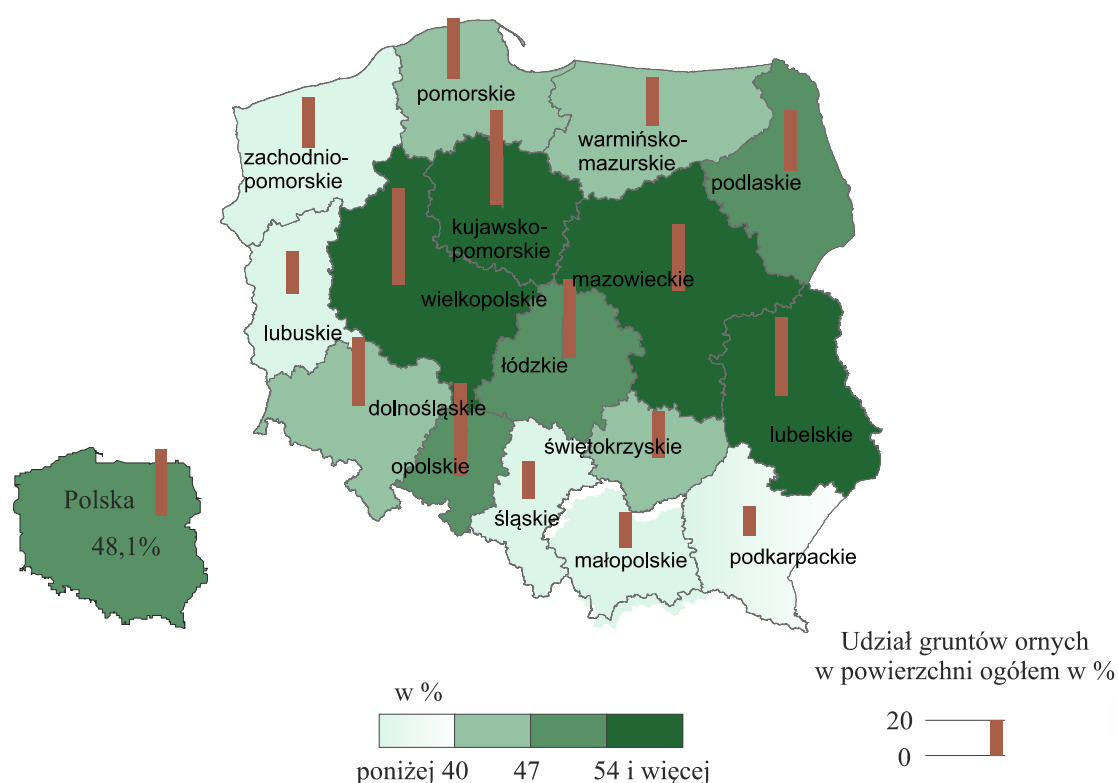 pomorskie
warmińsko-
mazurskie
zachodnio-
pomorskie
podlaskie
kujawsko-
pomorskie
mazowieckie
wielkopolskie
lubuskie
łódzkie
dolnośląskie
lubelskie
świętokrzyskie
opolskie
śląskie
małopolskie
podkarpackie
Polska
48,1%
Udział gruntów ornych
w powierzchni ogółem w %
20
0
w %
poniżej 40 47 54 i więcej